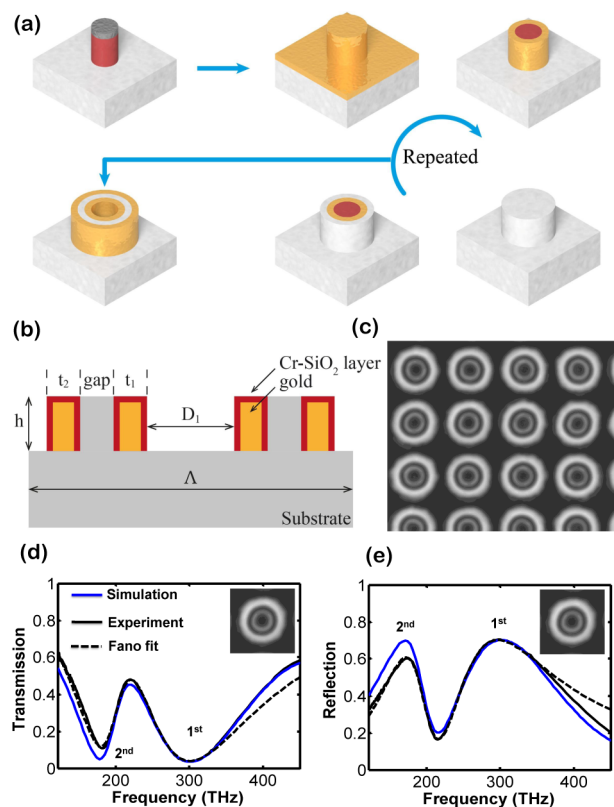 (a)
Repeated
(b)
(c)
t₂ gap t₁
Cr-SiO₂ layer
gold
h
D₁
Λ
Substrate
(d)
(e)
1
0.8
0.6
0.4
0.2
0
Transmission
Simulation
Experiment
Fano fit
2nd
1st
200 300 400
Frequency (THz)
1
0.8
0.6
0.4
0.2
0
Reflection
2nd
1st
200 300 400
Frequency (THz)